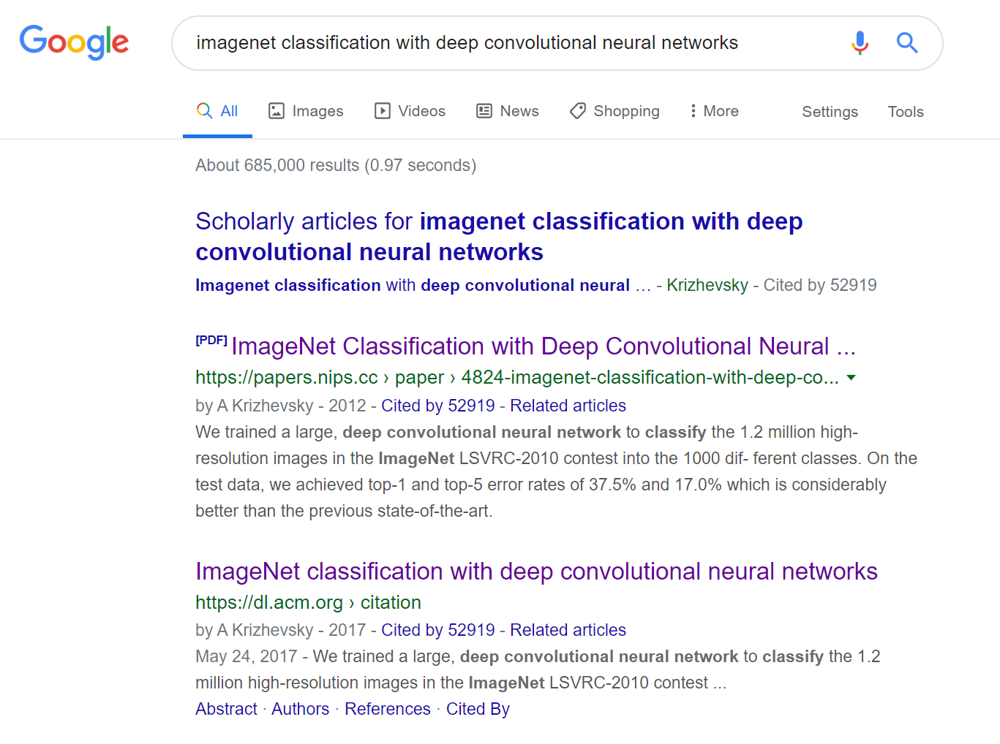 Google
imagenet classification with deep convolutional neural networks
All Images Videos News Shopping More Settings Tools
About 685,000 results (0.97 seconds)
Scholarly articles for imagenet classification with deep
convolutional neural networks
Imagenet classification with deep convolutional neural ... - Krizhevsky - Cited by 52919
[PDF] ImageNet Classification with Deep Convolutional Neural ...
https://papers.nips.cc › paper › 4824-imagenet-classification-with-deep-co...
by A Krizhevsky - 2012 - Cited by 52919 - Related articles
We trained a large, deep convolutional neural network to classify the 1.2 million high-
resolution images in the ImageNet LSVRC-2010 contest into the 1000 dif- ferent classes. On the
test data, we achieved top-1 and top-5 error rates of 37.5% and 17.0% which is considerably
better than the previous state-of-the-art.
ImageNet classification with deep convolutional neural networks
https://dl.acm.org › citation
by A Krizhevsky - 2017 - Cited by 52919 - Related articles
May 24, 2017 - We trained a large, deep convolutional neural network to classify the 1.2
million high-resolution images in the ImageNet LSVRC-2010 contest ...
Abstract · Authors · References · Cited By